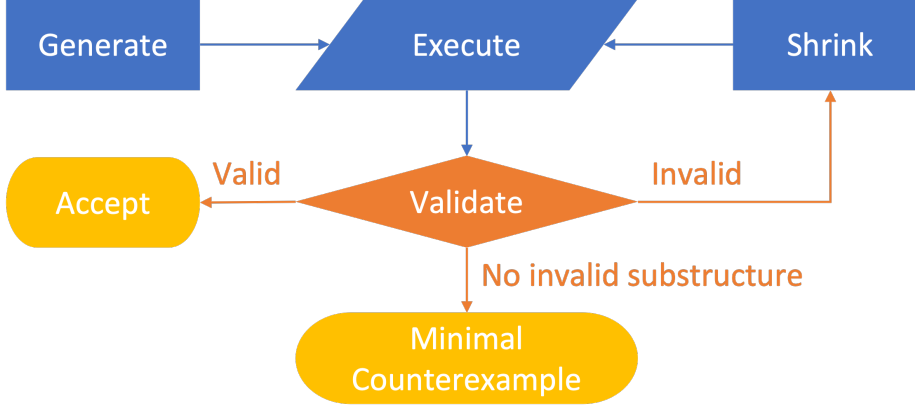 Generate
Execute
Shrink
Valid
Invalid
Accept
Validate
No invalid substructure
Minimal
Counterexample